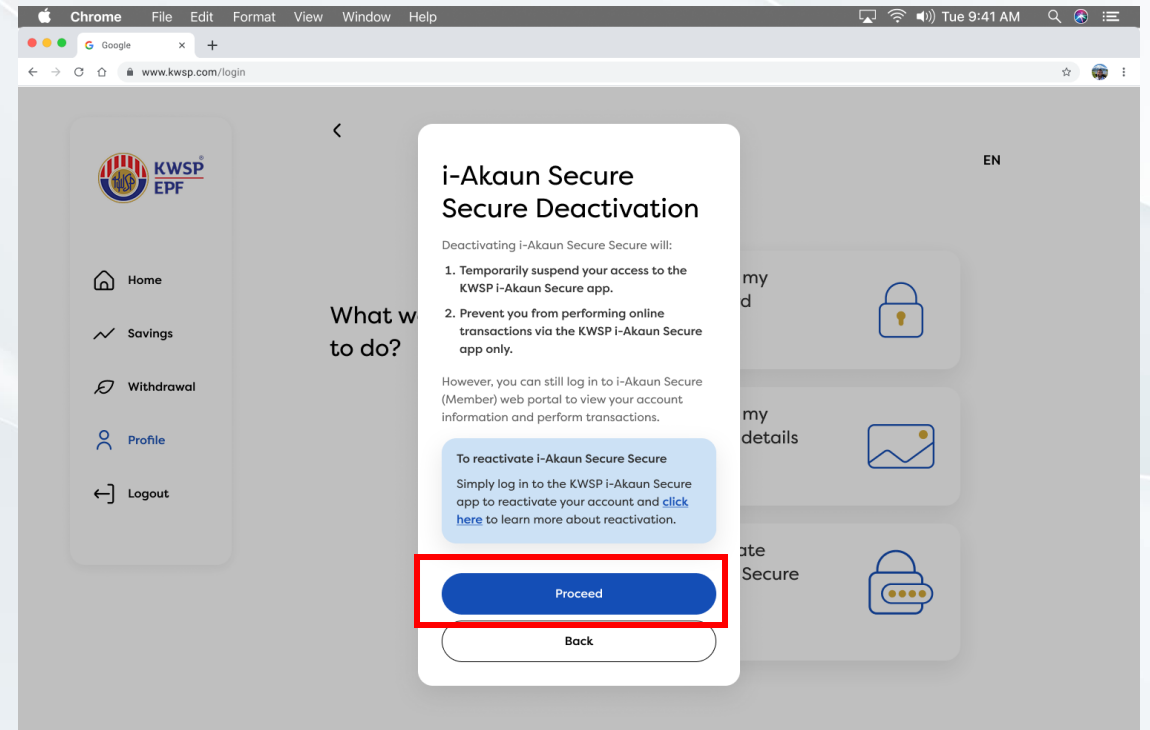 Chrome File Edit Format View Window Help Tue 9:41 AM
Google
www.kwsp.com/login
KWSP
EPF
Home
Savings
Withdrawal
Profile
Logout
EN
What w
to do?
i-Akaun Secure
Secure Deactivation
Deactivating i-Akaun Secure Secure will:
1. Temporarily suspend your access to the
KWSP i-Akaun Secure app.
2. Prevent you from performing online
transactions via the KWSP i-Akaun Secure
app only.
However, you can still log in to i-Akaun Secure
(Member) web portal to view your account
information and perform transactions.
To reactivate i-Akaun Secure Secure
Simply log in to the KWSP i-Akaun Secure
app to reactivate your account and click
here to learn more about reactivation.
Proceed
Back
my
d
my
details
ate
Secure